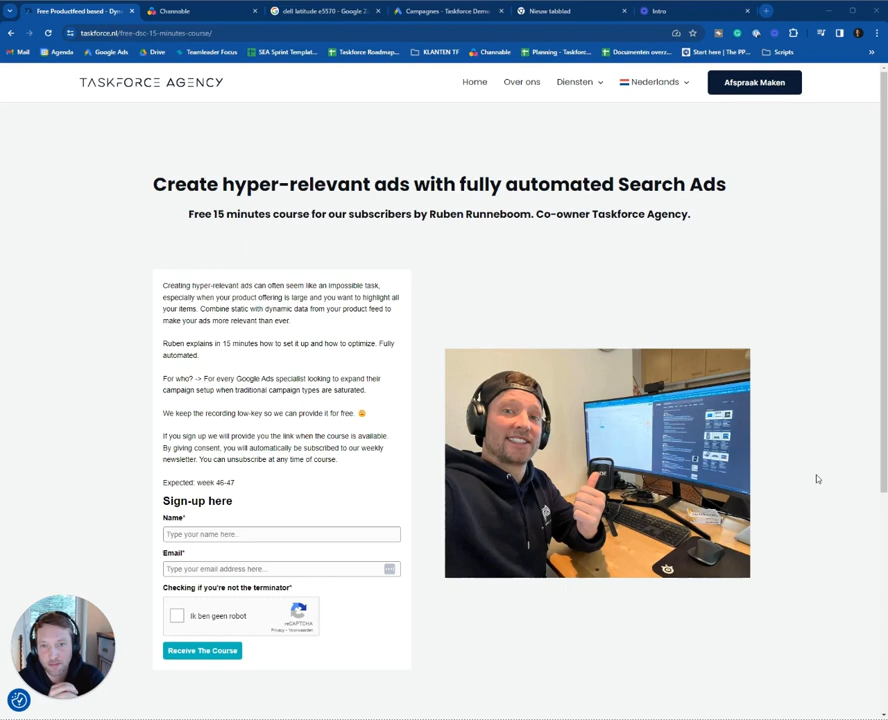 Free Productfeed based - Dyn
Channable
dell latitude e5570 - Google Z
Campagnes - Taskforce Demo
Nieuw tabblad
Intro
taskforce.nl/free-dsc-15-minutes-course/
Mail
Agenda
Google Ads
Drive
Teamleader Focus
SEA Sprint Templat...
Taskforce Roadmap...
KLANTEN TF
Channable
Planning - Taskforc...
Documenten overz...
Start here | The PP...
Scripts
TASKFORCE AGENCY
Home
Over ons
Diensten
Nederlands
Afspraak Maken
Create hyper-relevant ads with fully automated Search Ads
Free 15 minutes course for our subscribers by Ruben Runneboom. Co-owner Taskforce Agency.
Creating hyper-relevant ads can often seem like an impossible task,
especially when your product offering is large and you want to highlight all
your items. Combine static with dynamic data from your product feed to
make your ads more relevant than ever.
Ruben explains in 15 minutes how to set it up and how to optimize. Fully
automated.
For who? -> For every Google Ads specialist looking to expand their
campaign setup when traditional campaign types are saturated.
We keep the recording low-key so we can provide it for free.
If you sign up we will provide you the link when the course is available.
By giving consent, you will automatically be subscribed to our weekly
newsletter. You can unsubscribe at any time of course.
Expected: week 46-47
Sign-up here
Name*
Type your name here..
Email*
Type your email address here...
Checking if you're not the terminator*
Ik ben geen robot
reCAPTCHA
Privacy - Voorwaarden
Receive The Course